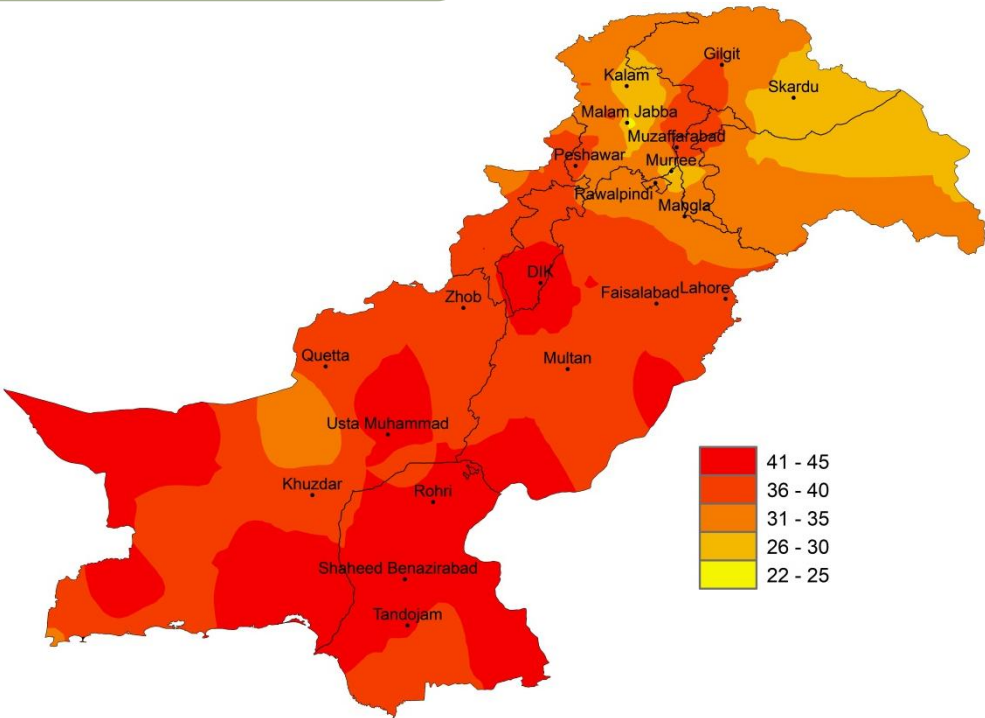 Gilgit
Kalam
Skardu
Malam Jabba
Muzaffarabad
Peshawar
Murree
Rawalpindi
Mangla
DIK
Zhob
Faisalabad
Lahore
Quetta
Multan
Usta Muhammad
Khuzdar
Rohri
Shaheed Benazirabad
Tandojam
41 - 45
36 - 40
31 - 35
26 - 30
22 - 25